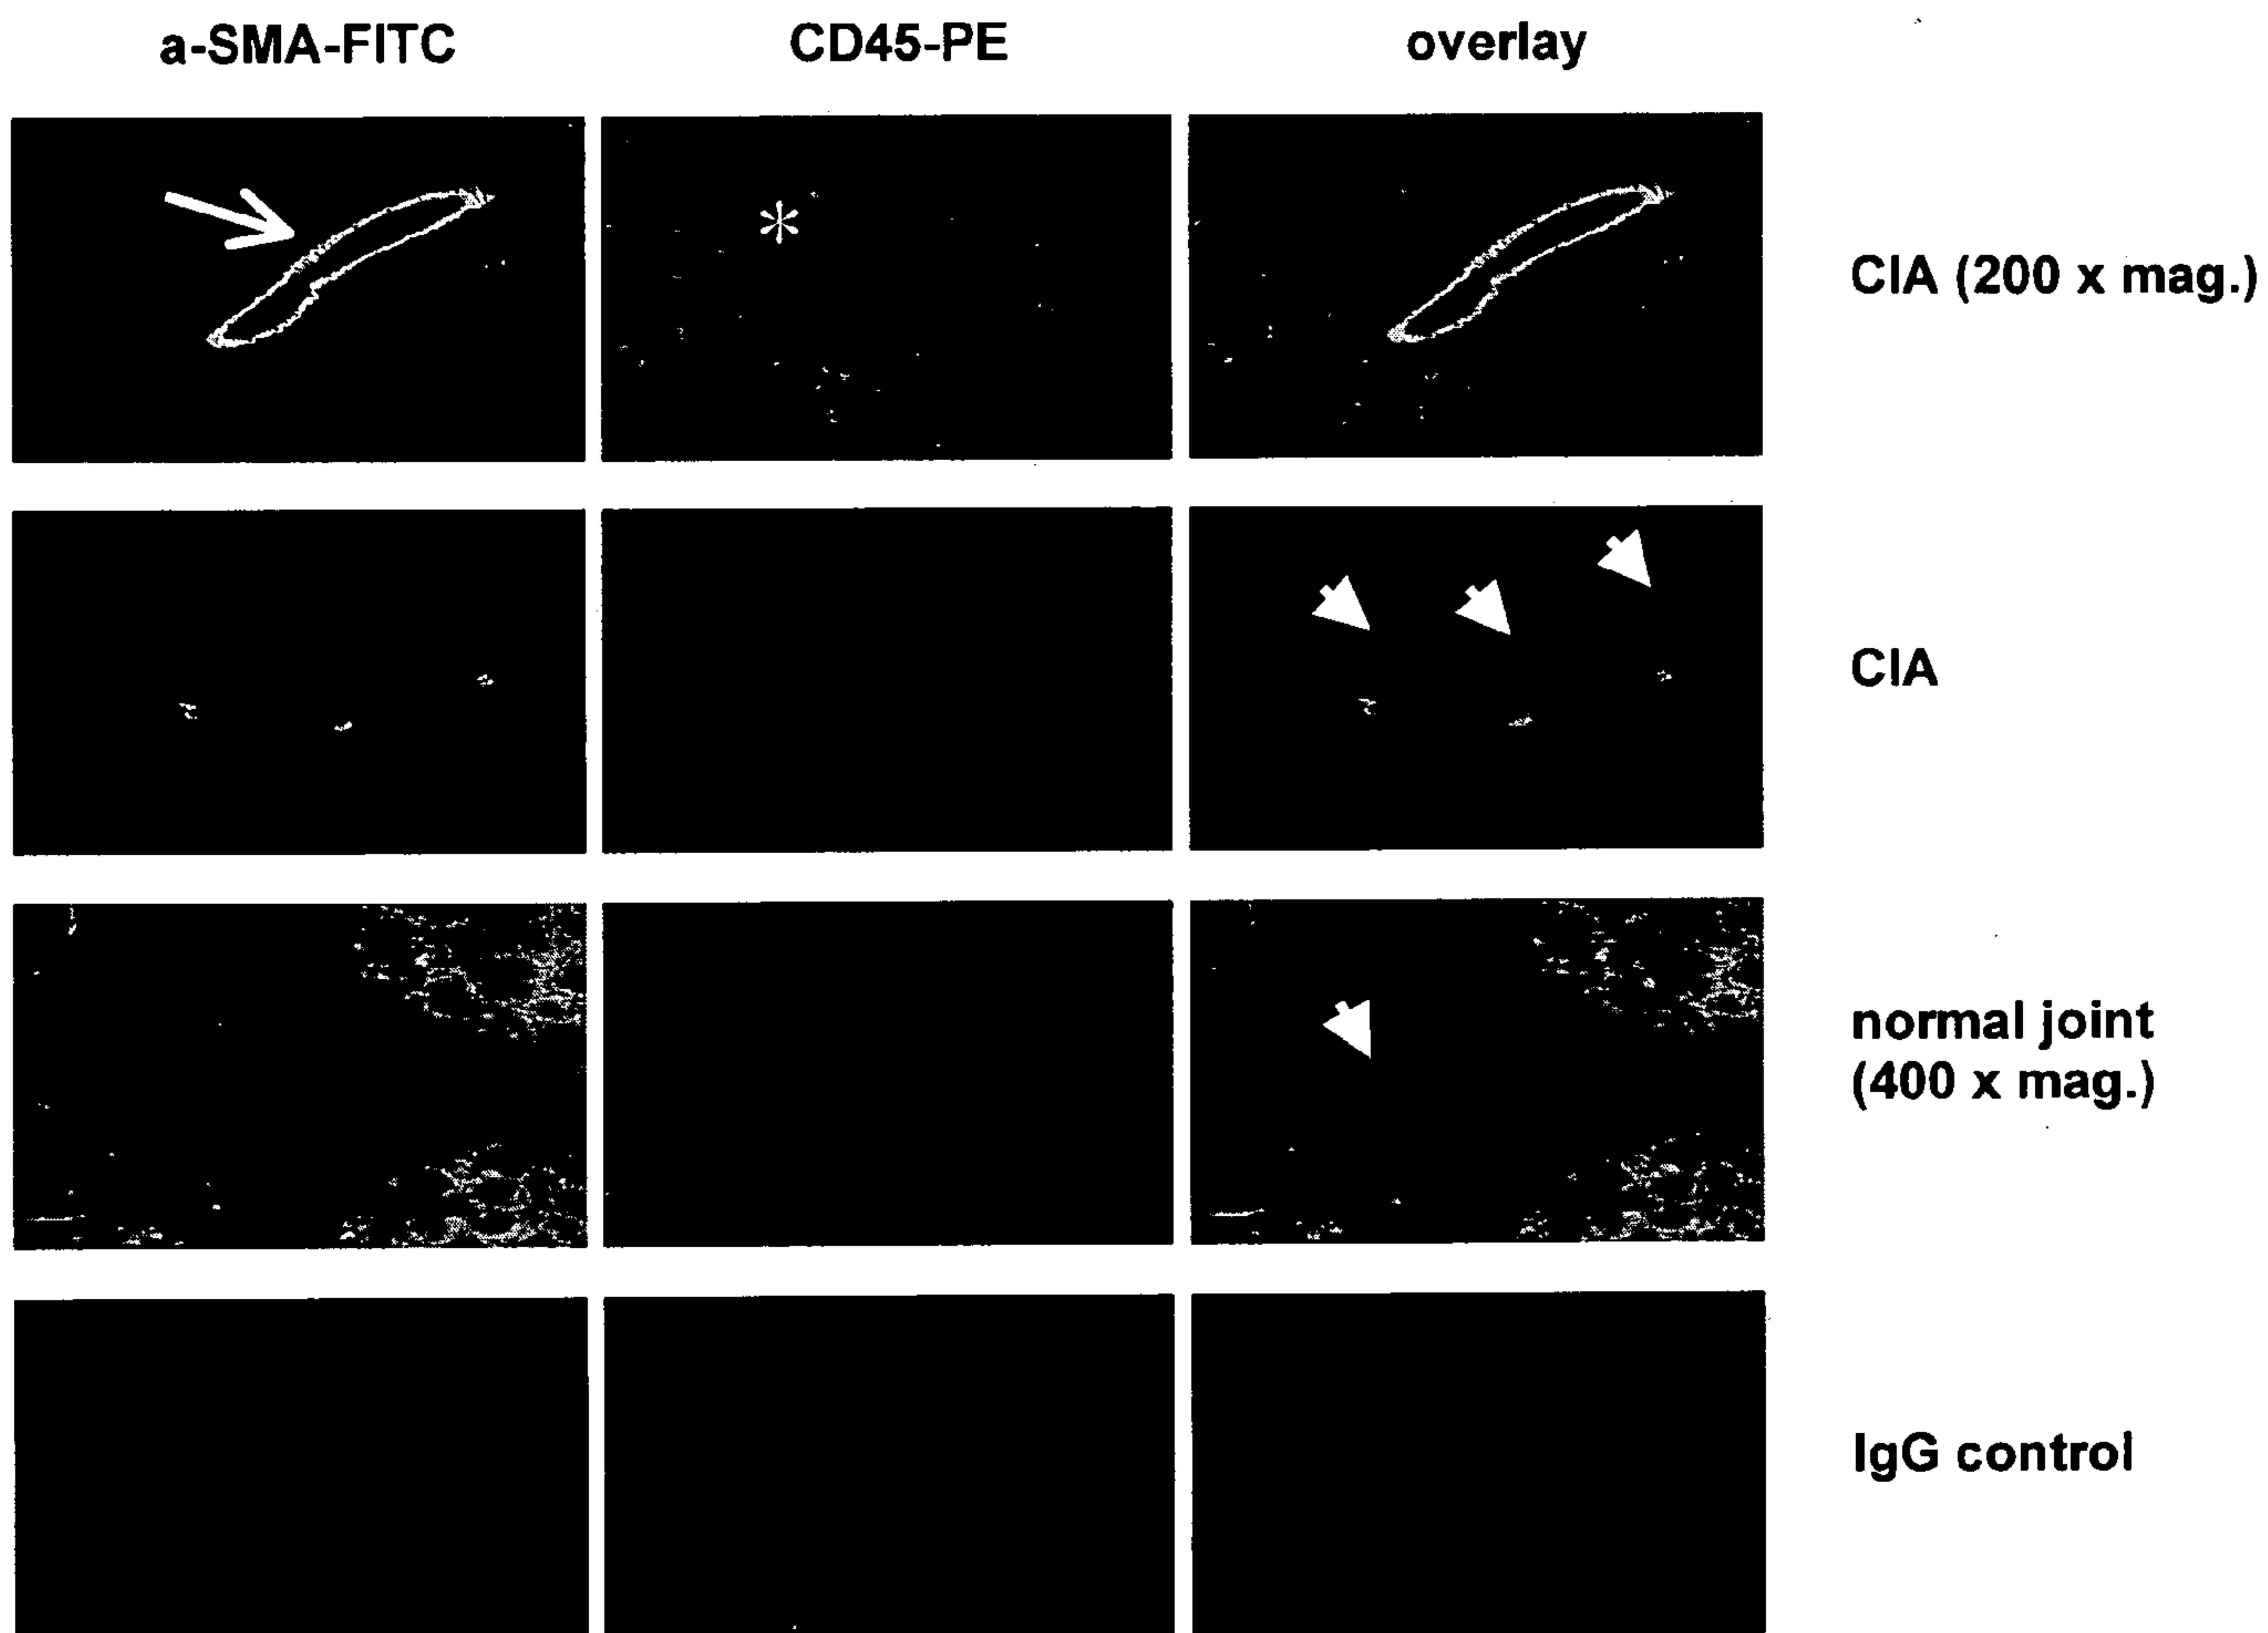 a-SMA-FITC CD45-PE overlay
*
CIA (200 x mag.)
CIA
normal joint
(400 x mag.)
IgG control